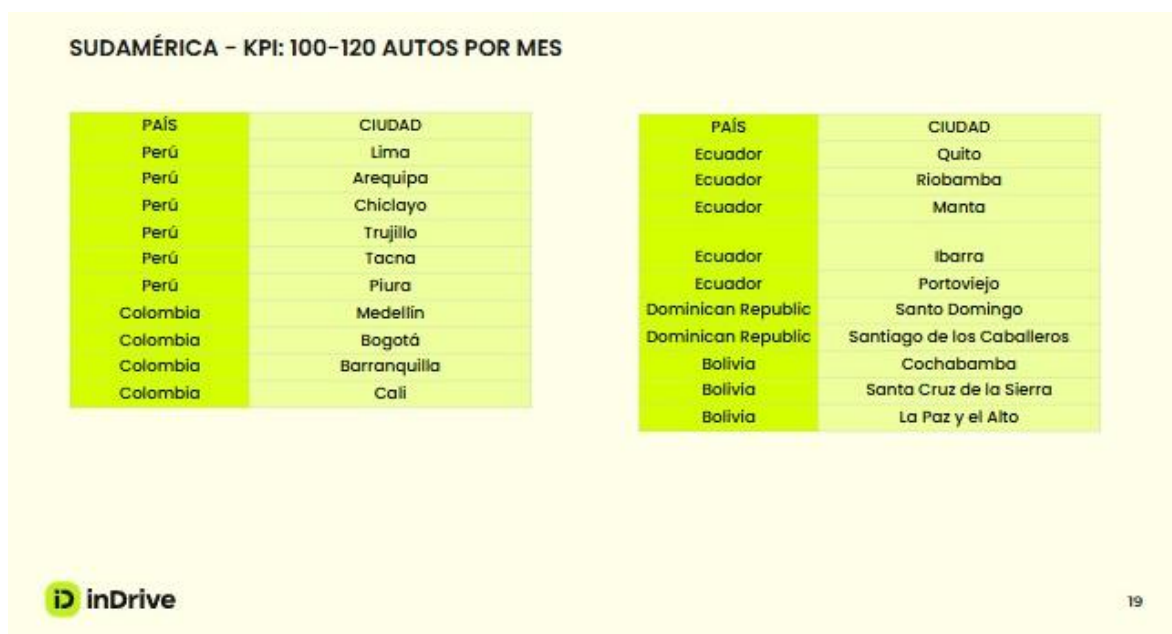 SUDAMÉRICA - KPI: 100-120 AUTOS POR MES
PAÍS CIUDAD
Perú Lima
Perú Arequipa
Perú Chiclayo
Perú Trujillo
Perú Tacna
Perú Piura
Colombia Medellín
Colombia Bogotá
Colombia Barranquilla
Colombia Cali
PAÍS CIUDAD
Ecuador Quito
Ecuador Riobamba
Ecuador Manta
Ecuador Ibarra
Ecuador Portoviejo
Dominican Republic Santo Domingo
Dominican Republic Santiago de los Caballeros
Bolivia Cochabamba
Bolivia Santa Cruz de la Sierra
Bolivia La Paz y el Alto
iD inDrive
19